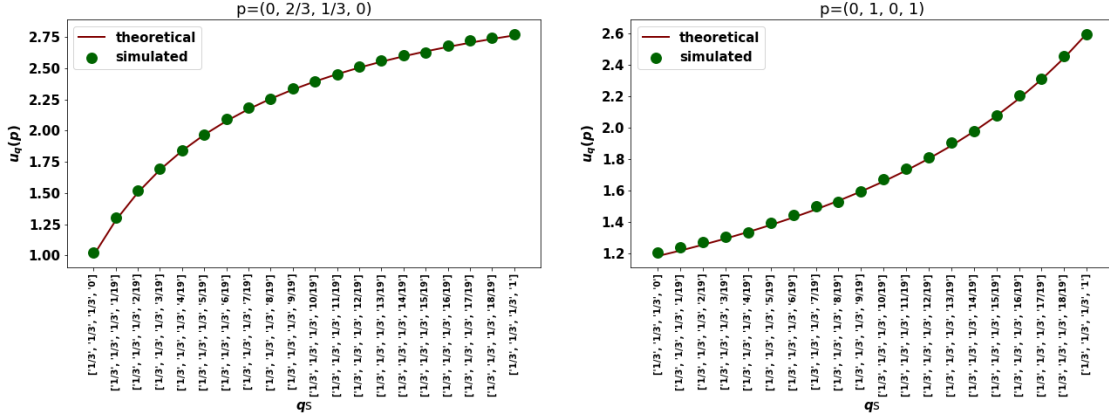 p=(0, 2/3, 1/3, 0)
theoretical
simulated
2.75
2.50
2.25
2.00
1.75
1.50
1.25
1.00
u_q(p)
['1/3', '1/3', '1/3', '0']
['1/3', '1/3', '1/3', '1/19']
['1/3', '1/3', '1/3', '2/19']
['1/3', '1/3', '1/3', '3/19']
['1/3', '1/3', '1/3', '4/19']
['1/3', '1/3', '1/3', '5/19']
['1/3', '1/3', '1/3', '6/19']
['1/3', '1/3', '1/3', '7/19']
['1/3', '1/3', '1/3', '8/19']
['1/3', '1/3', '1/3', '9/19']
['1/3', '1/3', '1/3', '10/19']
['1/3', '1/3', '1/3', '11/19']
['1/3', '1/3', '1/3', '12/19']
['1/3', '1/3', '1/3', '13/19']
['1/3', '1/3', '1/3', '14/19']
['1/3', '1/3', '1/3', '15/19']
['1/3', '1/3', '1/3', '16/19']
['1/3', '1/3', '1/3', '17/19']
['1/3', '1/3', '1/3', '18/19']
['1/3', '1/3', '1/3', '1']
qs
p=(0, 1, 0, 1)
theoretical
simulated
2.6
2.4
2.2
2.0
1.8
1.6
1.4
1.2
u_q(p)
['1/3', '1/3', '1/3', '0']
['1/3', '1/3', '1/3', '1/19']
['1/3', '1/3', '1/3', '2/19']
['1/3', '1/3', '1/3', '3/19']
['1/3', '1/3', '1/3', '4/19']
['1/3', '1/3', '1/3', '5/19']
['1/3', '1/3', '1/3', '6/19']
['1/3', '1/3', '1/3', '7/19']
['1/3', '1/3', '1/3', '8/19']
['1/3', '1/3', '1/3', '9/19']
['1/3', '1/3', '1/3', '10/19']
['1/3', '1/3', '1/3', '11/19']
['1/3', '1/3', '1/3', '12/19']
['1/3', '1/3', '1/3', '13/19']
['1/3', '1/3', '1/3', '14/19']
['1/3', '1/3', '1/3', '15/19']
['1/3', '1/3', '1/3', '16/19']
['1/3', '1/3', '1/3', '17/19']
['1/3', '1/3', '1/3', '18/19']
['1/3', '1/3', '1/3', '1']
qs